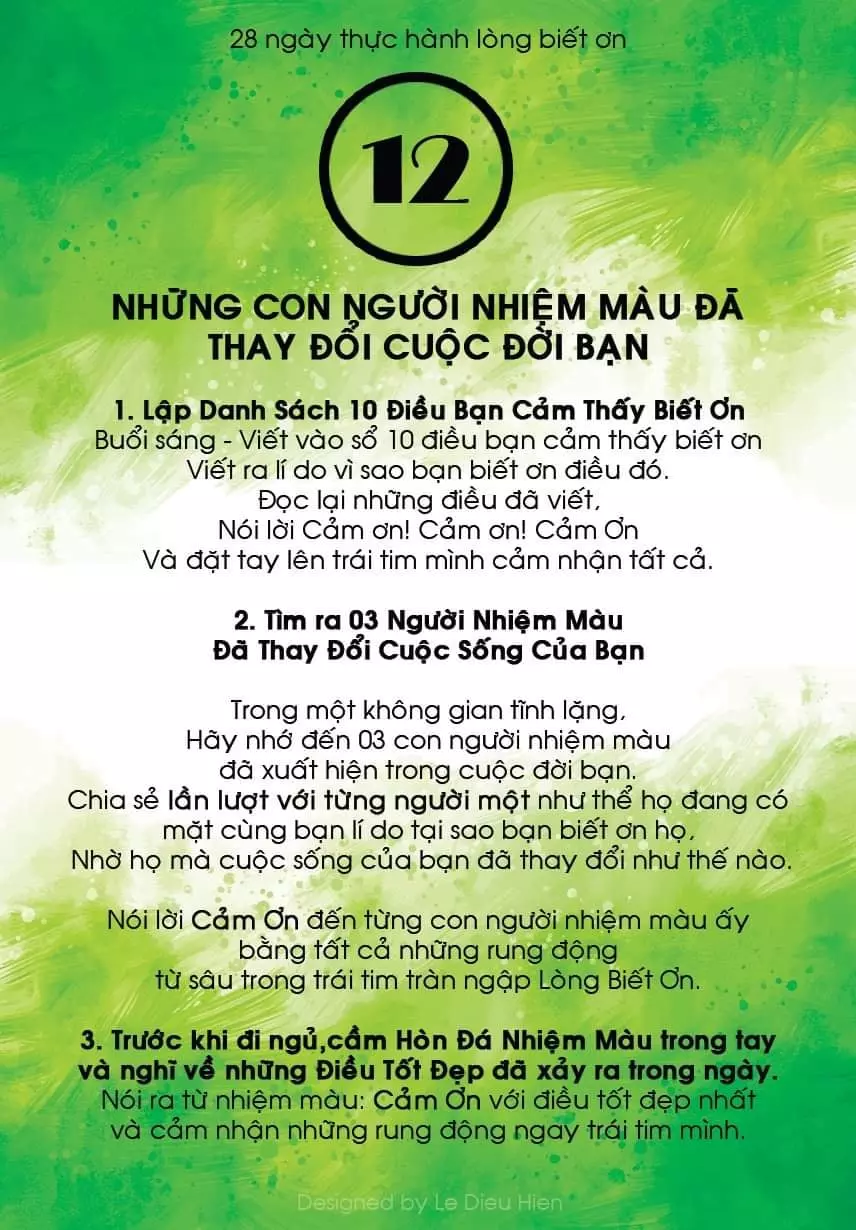 28 ngày thực hành lòng biết ơn
12
NHỮNG CON NGƯỜI NHIỆM MÀU ĐÃ
THAY ĐỔI CUỘC ĐỜI BẠN
1. Lập Danh Sách 10 Điều Bạn Cảm Thấy Biết Ơn
Buổi sáng - Viết vào sổ 10 điều bạn cảm thấy biết ơn
Viết ra lí do vì sao bạn biết ơn điều đó.
Đọc lại những điều đã viết,
Nói lời Cảm ơn! Cảm ơn! Cảm Ơn
Và đặt tay lên trái tim mình cảm nhận tất cả.
2. Tìm ra 03 Người Nhiệm Màu
Đã Thay Đổi Cuộc Sống Của Bạn
Trong một không gian tĩnh lặng,
Hãy nhớ đến 03 con người nhiệm màu
đã xuất hiện trong cuộc đời bạn.
Chia sẻ lần lượt với từng người một như thể họ đang có
mặt cùng bạn lí do tại sao bạn biết ơn họ,
Nhờ họ mà cuộc sống của bạn đã thay đổi như thế nào.
Nói lời Cảm Ơn đến từng con người nhiệm màu ấy
bằng tất cả những rung động
từ sâu trong trái tim tràn ngập Lòng Biết Ơn.
3. Trước khi đi ngủ,cầm Hòn Đá Nhiệm Màu trong tay
và nghĩ về những Điều Tốt Đẹp đã xảy ra trong ngày.
Nói ra từ nhiệm màu: Cảm Ơn với điều tốt đẹp nhất
và cảm nhận những rung động ngay trái tim mình.
Designed by Le Dieu Hien